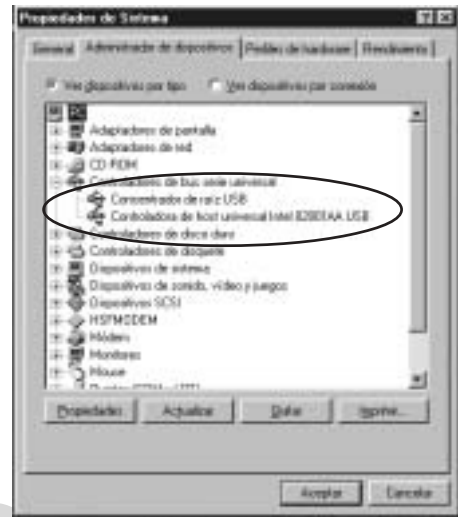 Propiedades de Sistema
General Administrador de dispositivos Perfiles de hardware Rendimiento
Ver dispositivos por tipo Ver dispositivos por conexión
PC
Adaptadores de pantalla
Adaptadores de red
CD-ROM
Controladores de bus serie universal
Concentrador de raíz USB
Controladora de host universal Intel 82801AA USB
Controladores de disco duro
Controladores de disquete
Dispositivos de sistema
Dispositivos de sonido, vídeo y juegos
Dispositivos SCSI
HSFMODEM
Módem
Monitores
Mouse
Propiedades Actualizar Quitar Imprimir...
Aceptar Cancelar